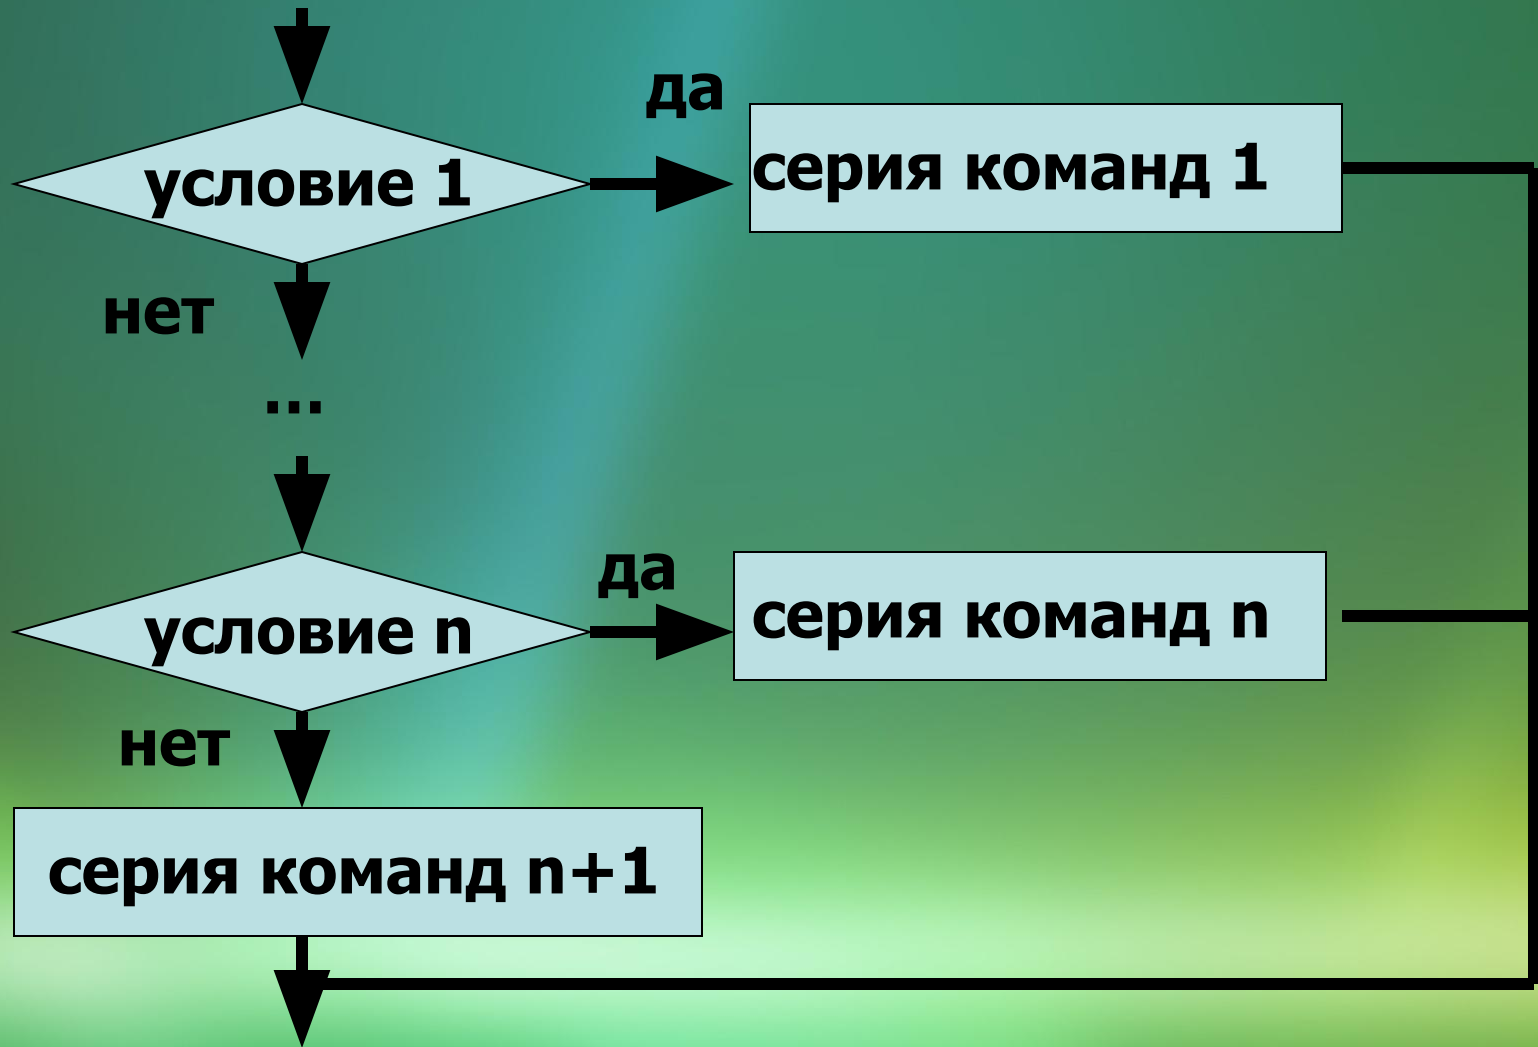 да
условие 1
серия команд 1
нет
...
да
условие n
серия команд n
нет
серия команд n+1